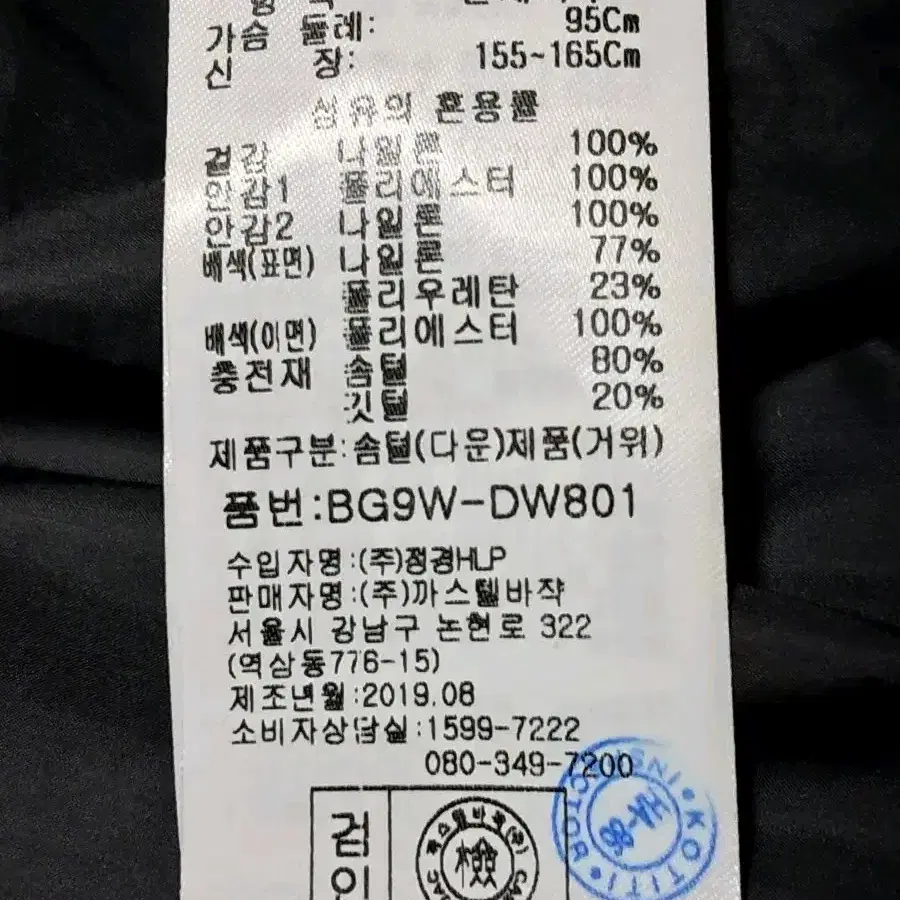 가슴 둘레: 95Cm
신 장: 155~165Cm
섬유의 혼용률
겉감 나일론 100%
안감1 폴리에스터 100%
안감2 나일론 100%
배색(표면) 나일론 77%
폴리우레탄 23%
배색(이면) 폴리에스터 100%
충전재 솜털 80%
깃털 20%
제품구분:솜털(다운)제품(거위)
품번:BG9W-DW801
수입자명:(주)정경HLP
판매자명:(주)까스텔바작
서울시 강남구 논현로 322
(역삼동776-15)
제조년월:2019.08
소비자상담실:1599-7222
080-349-7200
검인
檢
KOTITI
INSPECTOR